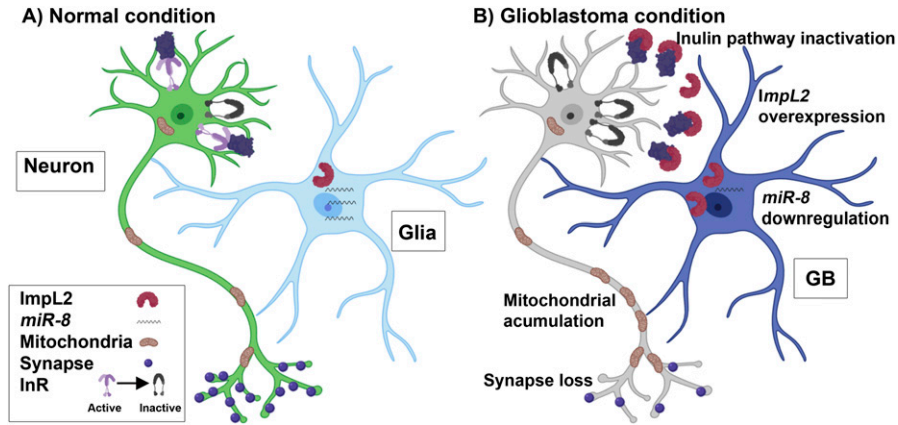 A) Normal condition
Neuron
Glia
ImpL2
miR-8
Mitochondria
Synapse
InR
Active
Inactive
B) Glioblastoma condition
Inulin pathway inactivation
ImpL2
overexpression
miR-8
downregulation
GB
Mitochondrial
acumulation
Synapse loss